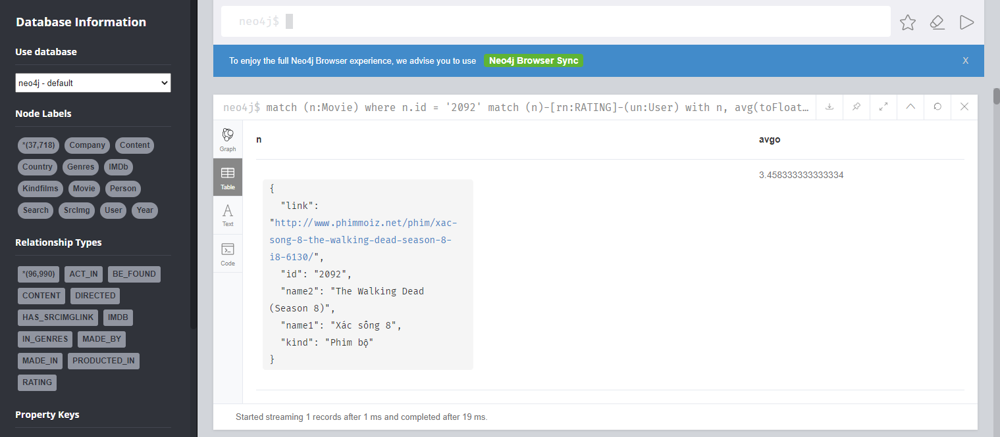 Database Information
Use database
neo4j - default
Node Labels
*(37,718) Company Content
Country Genres IMDb
Kindfilms Movie Person
Search SrcImg User Year
Relationship Types
*(96,990) ACT_IN BE_FOUND
CONTENT DIRECTED
HAS_SRCIMGLINK IMDB
IN_GENRES MADE_BY
MADE_IN PRODUCTED_IN
RATING
Property Keys
neo4j$
To enjoy the full Neo4j Browser experience, we advise you to use Neo4j Browser Sync X
neo4j$ match (n:Movie) where n.id = '2092' match (n)-[rn:RATING]-(un:User) with n, avg(toFloat…
Graph
Table
Text
Code
n avgo
3.458333333333334
{
"link":
"http://www.phimmoiz.net/phim/xac-
song-8-the-walking-dead-season-8-
i8-6130/",
"id": "2092",
"name2": "The Walking Dead
(Season 8)",
"name1": "Xác sống 8",
"kind": "Phim bộ"
}
Started streaming 1 records after 1 ms and completed after 19 ms.